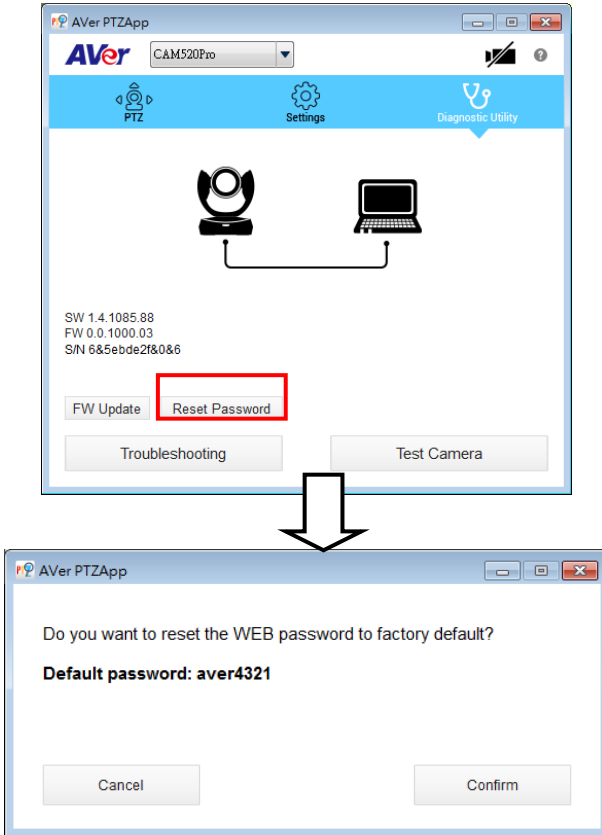 AVer PTZApp
AVer CAM520Pro
PTZ Settings Diagnostic Utility
SW 1.4.1085.88
FW 0.0.1000.03
S/N 6&5ebde2f&0&6
FW Update Reset Password
Troubleshooting Test Camera
AVer PTZApp
Do you want to reset the WEB password to factory default?
Default password: aver4321
Cancel Confirm